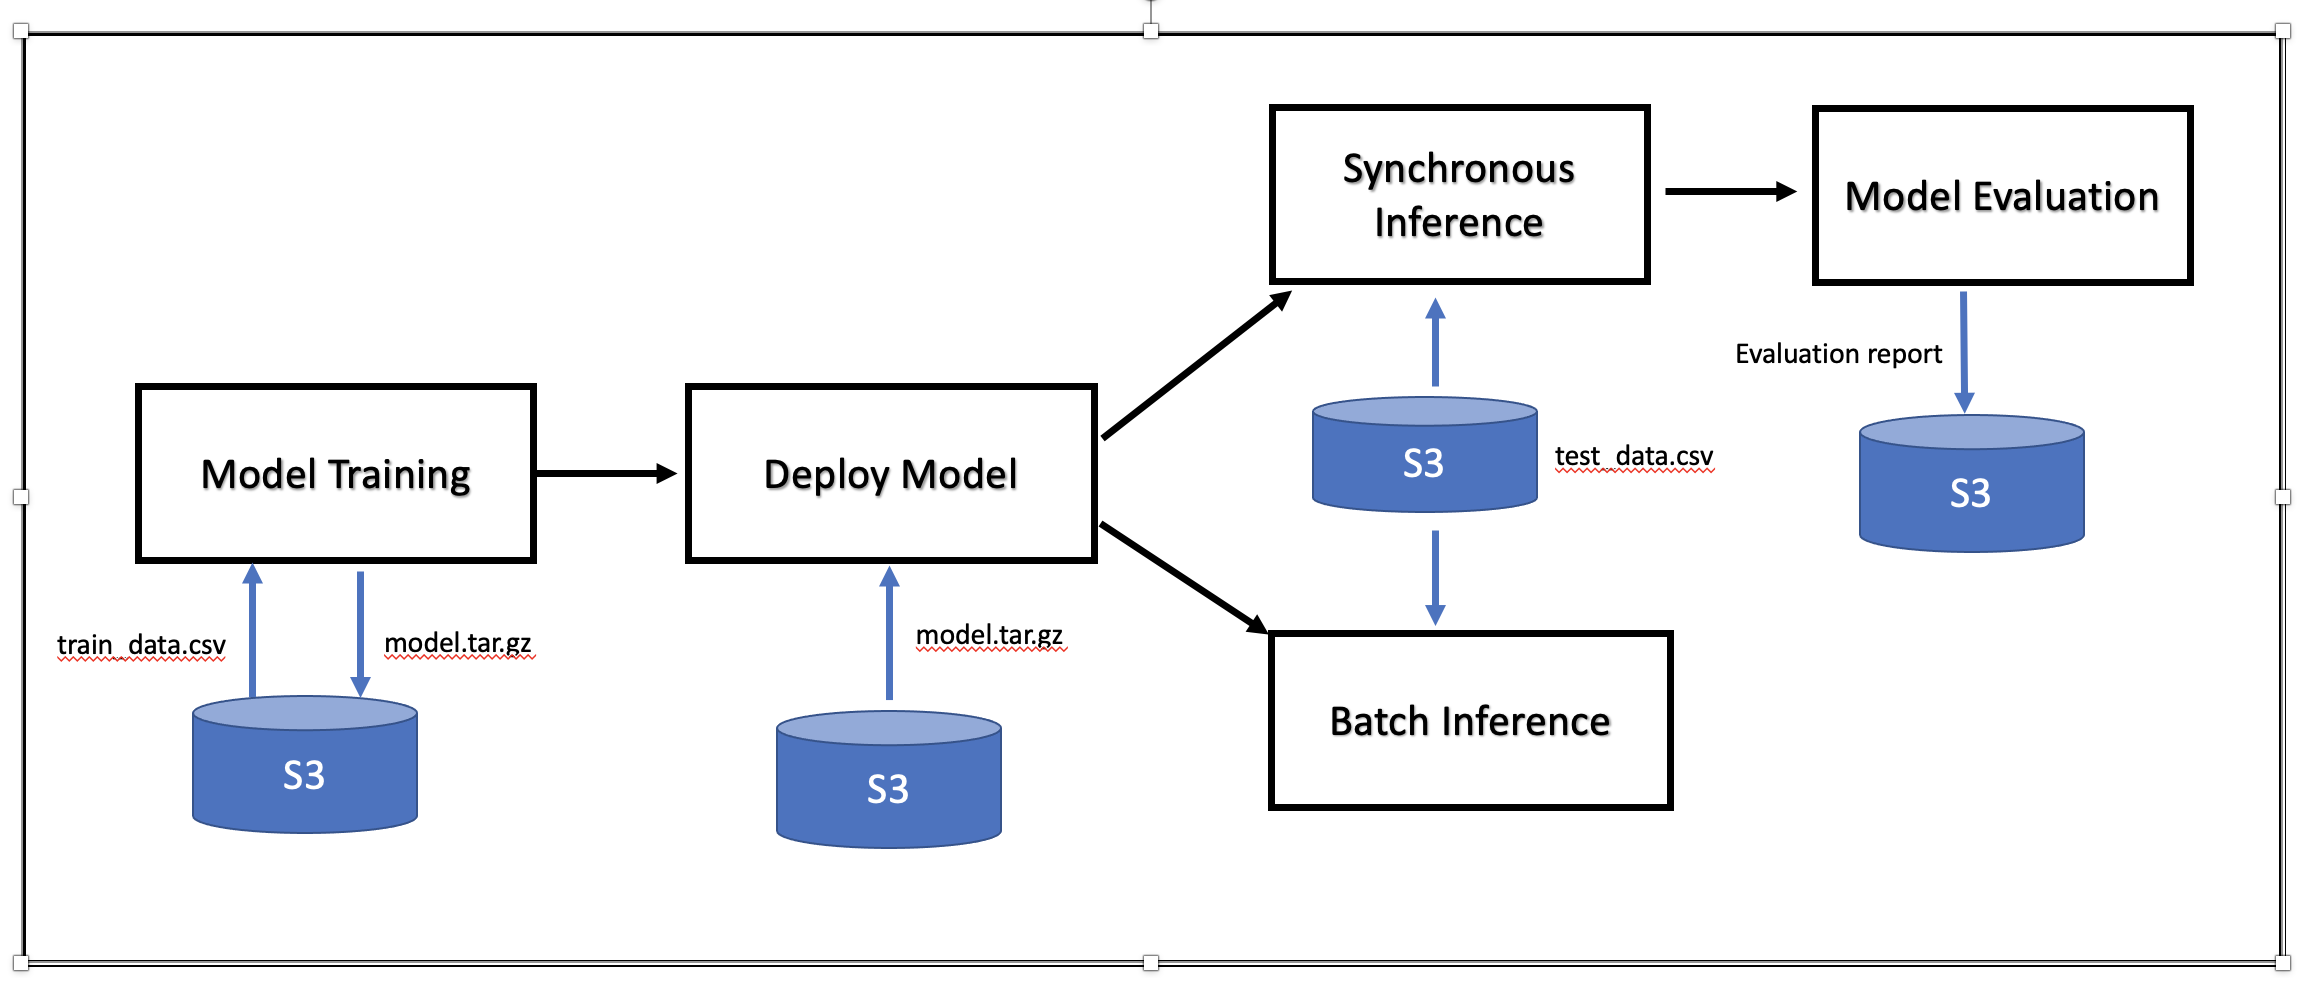 Synchronous
Inference
Model Evaluation
Evaluation report
S3
test_data.csv
S3
Model Training
Deploy Model
train_data.csv
model.tar.gz
model.tar.gz
S3
S3
Batch Inference